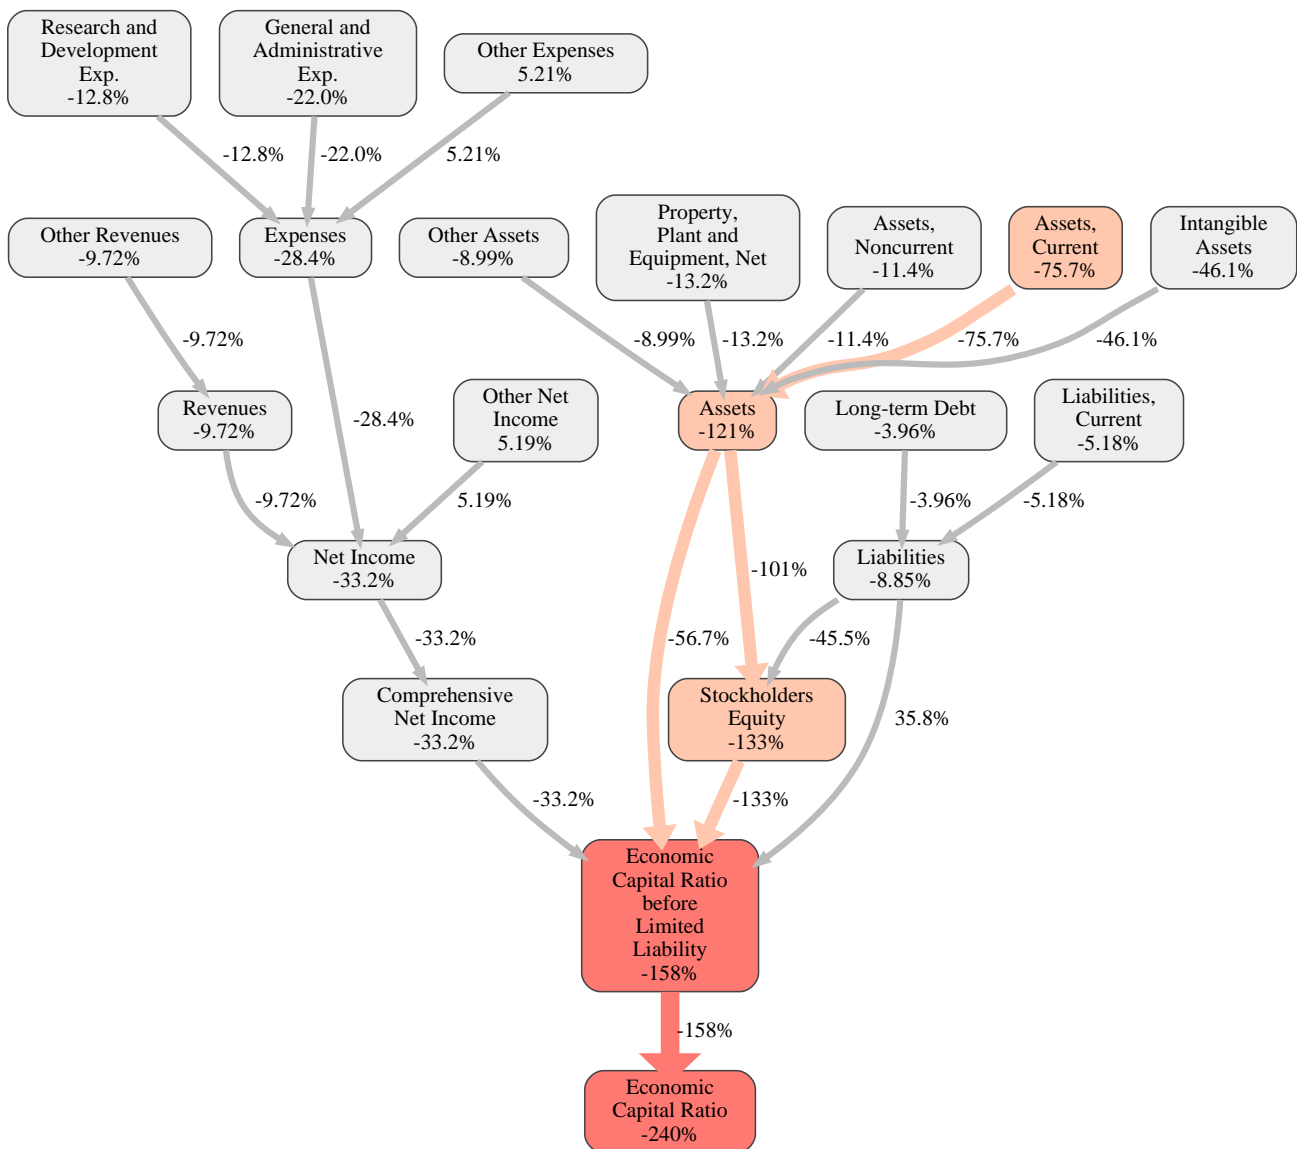 Research and
Development
Exp.
-12.8%
General and
Administrative
Exp.
-22.0%
Other Expenses
5.21%
-12.8%
-22.0%
5.21%
Other Revenues
-9.72%
Expenses
-28.4%
Other Assets
-8.99%
Property,
Plant and
Equipment, Net
-13.2%
Assets,
Noncurrent
-11.4%
Assets,
Current
-75.7%
Intangible
Assets
-46.1%
-9.72%
-8.99%
-13.2%
-11.4%
-75.7%
-46.1%
Revenues
-9.72%
-28.4%
Other Net
Income
5.19%
Assets
-121%
Long-term Debt
-3.96%
Liabilities,
Current
-5.18%
-9.72%
5.19%
-3.96%
-5.18%
Net Income
-33.2%
-101%
Liabilities
-8.85%
-33.2%
-56.7%
-45.5%
Comprehensive
Net Income
-33.2%
Stockholders
Equity
-133%
35.8%
-33.2%
-133%
Economic
Capital Ratio
before
Limited
Liability
-158%
-158%
Economic
Capital Ratio
-240%